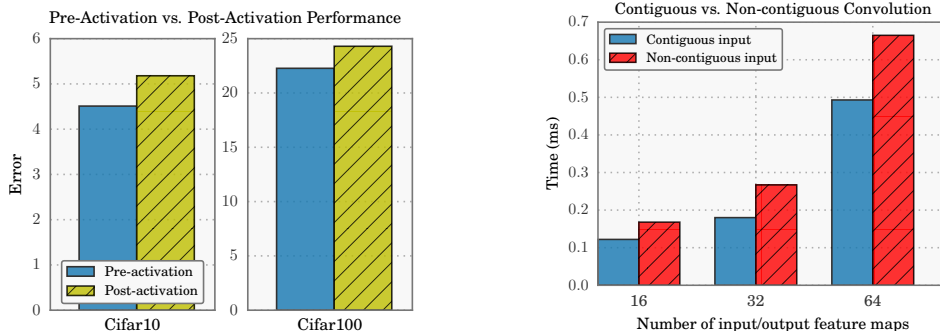 Pre-Activation vs. Post-Activation Performance
6
5
4
3
2
1
0
Error
Pre-activation
Post-activation
Cifar10
25
20
15
10
5
0
Cifar100
Contiguous vs. Non-contiguous Convolution
0.7
0.6
0.5
0.4
0.3
0.2
0.1
0.0
Time (ms)
Contiguous input
Non-contiguous input
16 32 64
Number of input/output feature maps